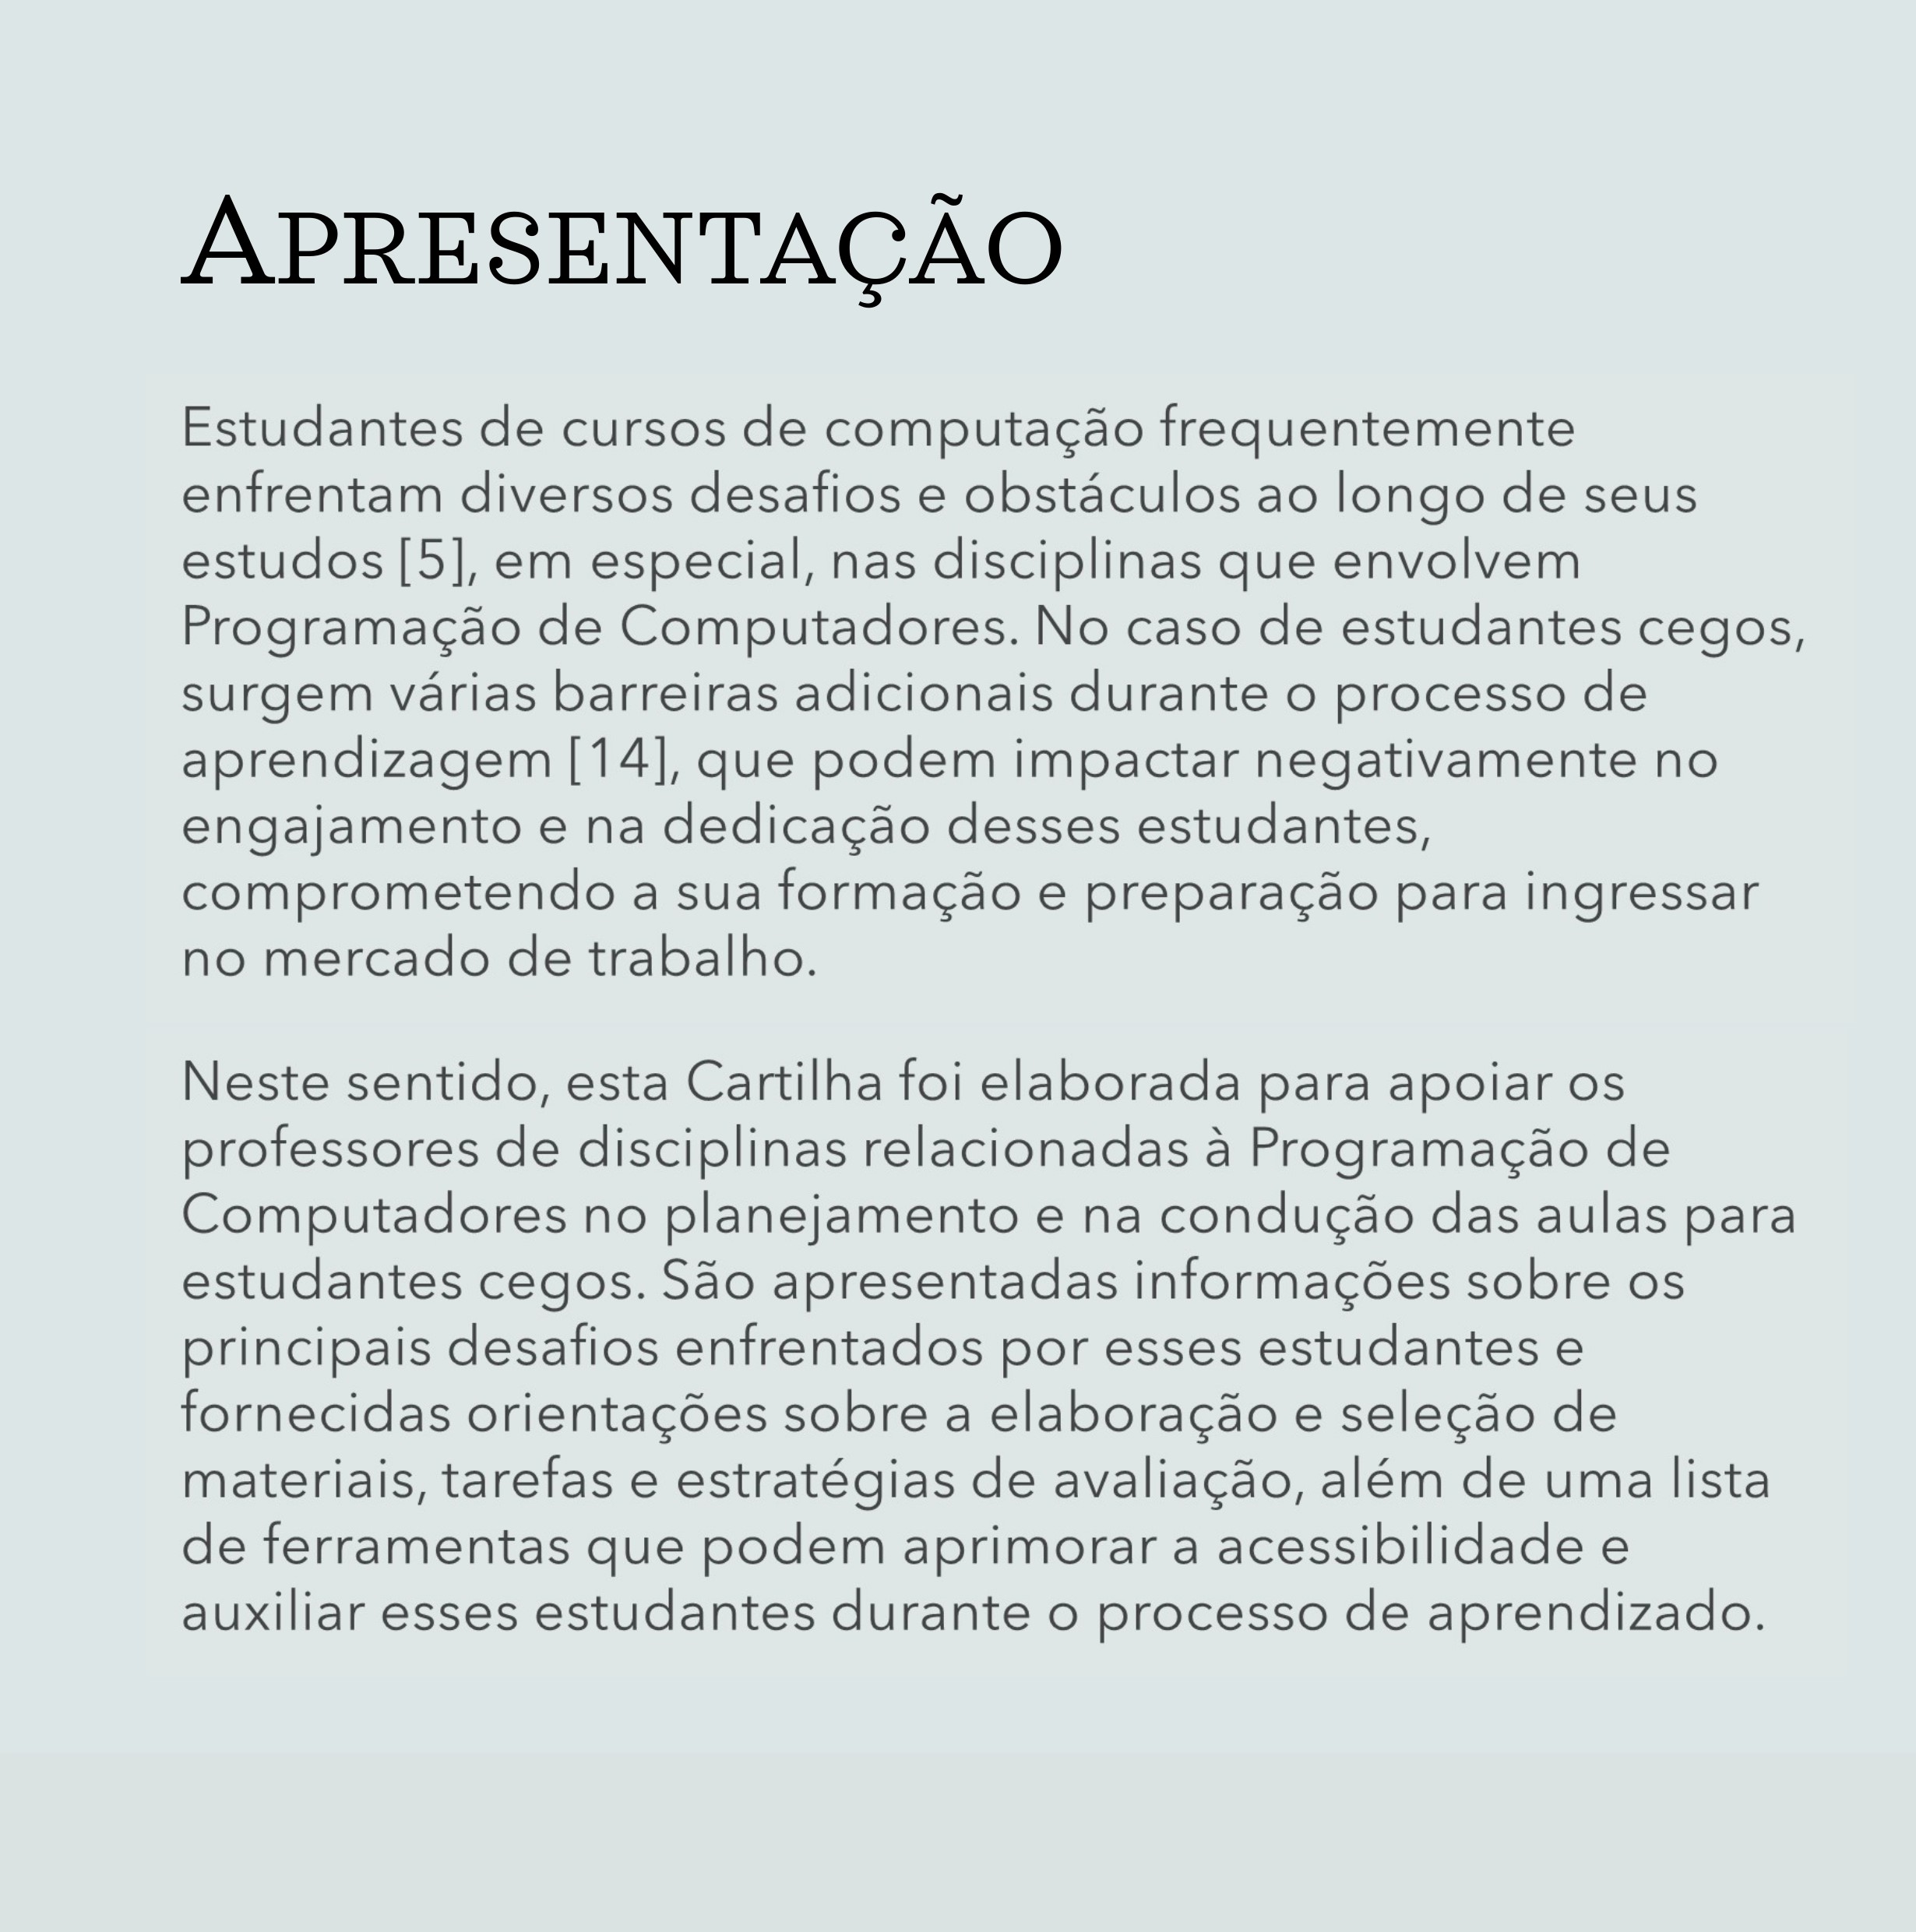 Apresentação
Estudantes de cursos de computação frequentemente
enfrentam diversos desafios e obstáculos ao longo de seus
estudos [5], em especial, nas disciplinas que envolvem
Programação de Computadores. No caso de estudantes cegos,
surgem várias barreiras adicionais durante o processo de
aprendizagem [14], que podem impactar negativamente no
engajamento e na dedicação desses estudantes,
comprometendo a sua formação e preparação para ingressar
no mercado de trabalho.
Neste sentido, esta Cartilha foi elaborada para apoiar os
professores de disciplinas relacionadas à Programação de
Computadores no planejamento e na condução das aulas para
estudantes cegos. São apresentadas informações sobre os
principais desafios enfrentados por esses estudantes e
fornecidas orientações sobre a elaboração e seleção de
materiais, tarefas e estratégias de avaliação, além de uma lista
de ferramentas que podem aprimorar a acessibilidade e
auxiliar esses estudantes durante o processo de aprendizado.